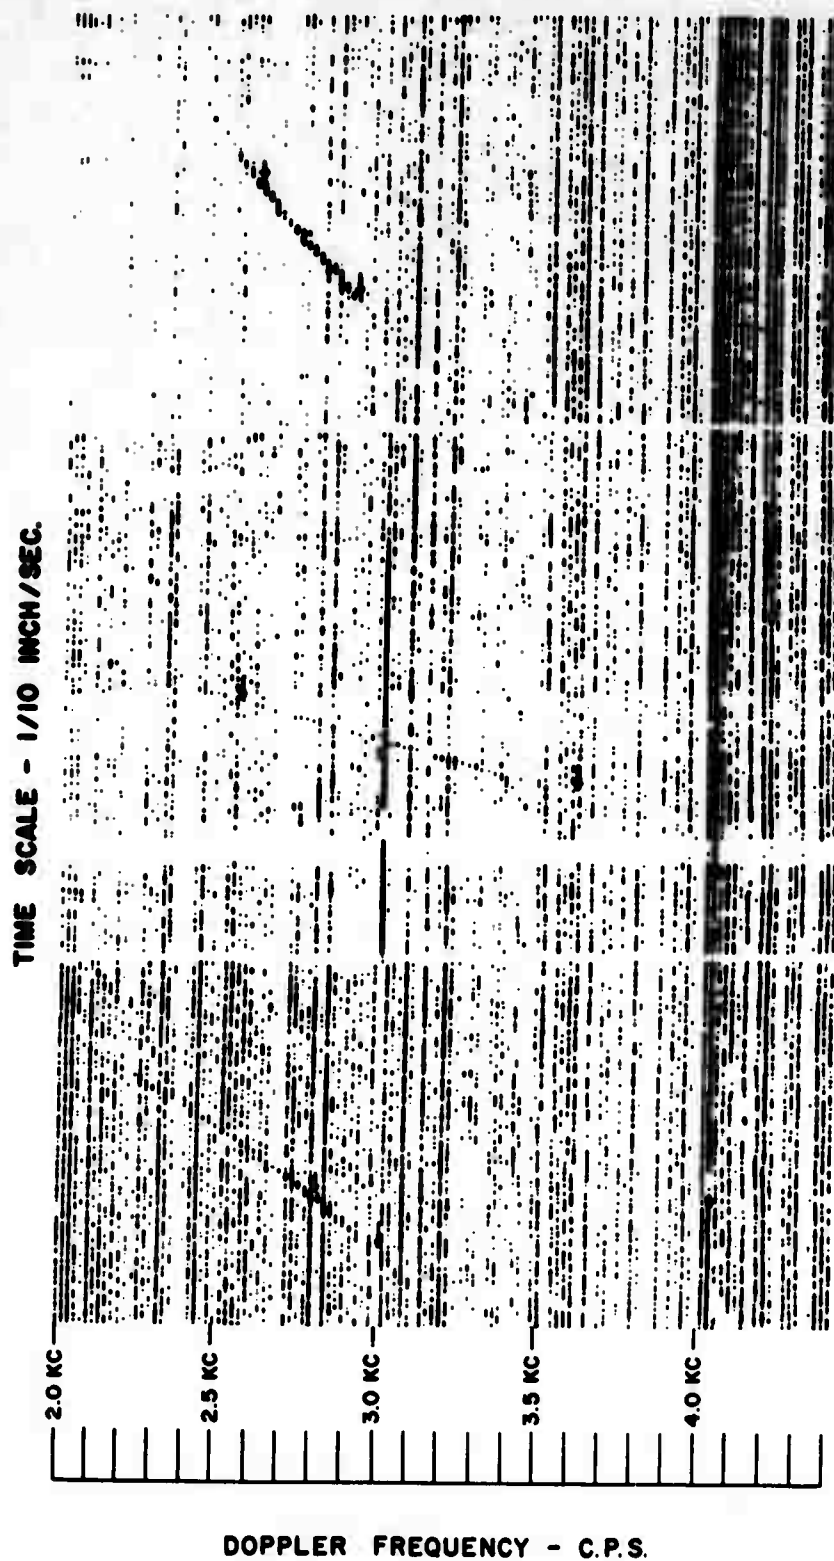 TIME SCALE - 1/10 INCH/SEC.
2.0 KC
2.5 KC
3.0 KC
3.5 KC
4.0 KC
DOPPLER FREQUENCY - C.P.S.